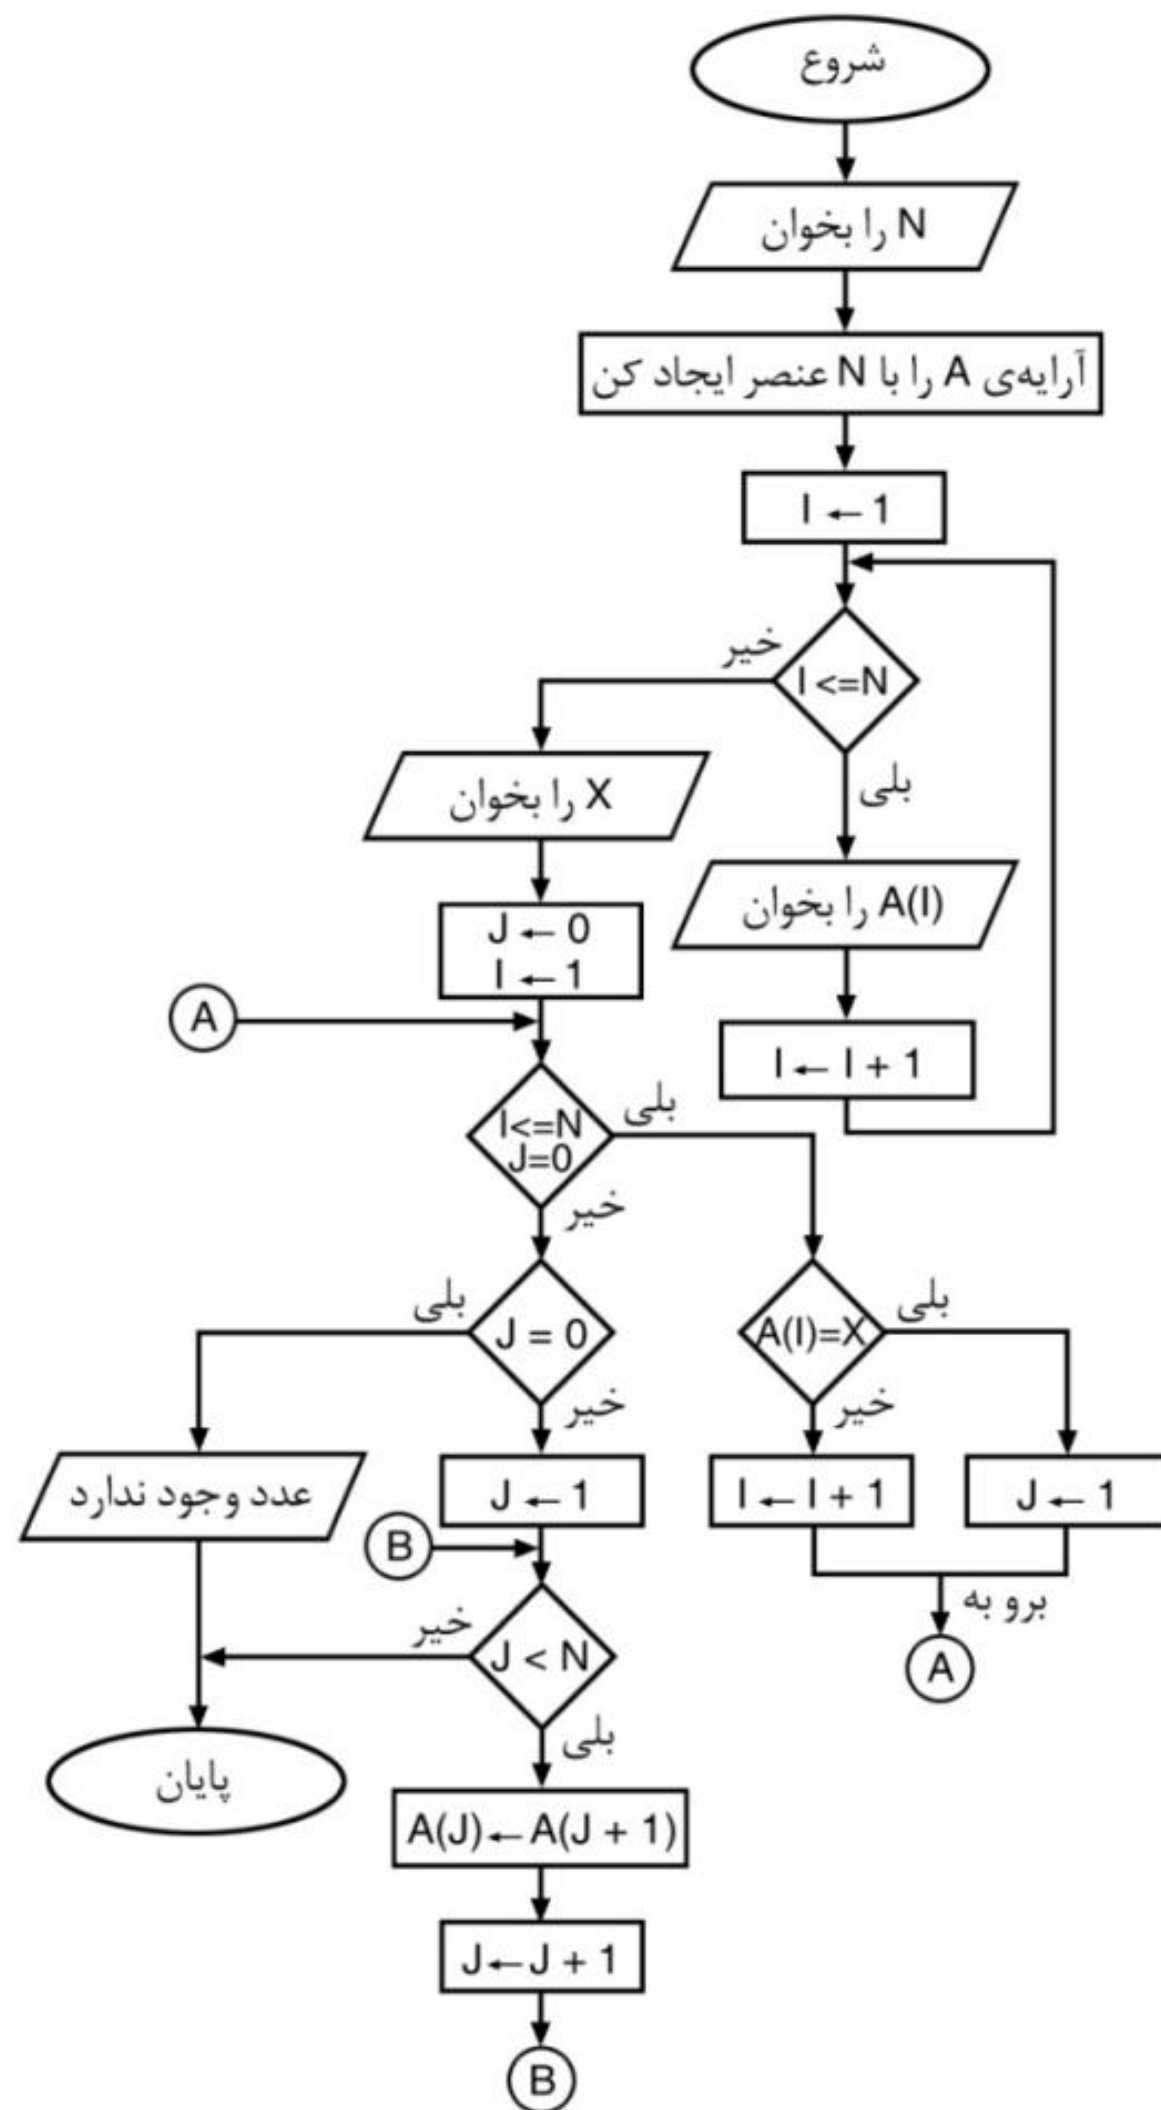 شروع
N را بخوان
آرایه‌ی A را با N عنصر ایجاد کن
I ← 1
I <=N
خیر
بلی
X را بخوان
A(I) را بخوان
J ← 0
I ← 1
A
I ← I + 1
I<=N
J=0
بلی
خیر
J = 0
بلی
خیر
A(I)=X
بلی
خیر
عدد وجود ندارد
J ← 1
I ← I + 1
J ← 1
B
برو به
A
J < N
خیر
بلی
پایان
A(J) ← A(J + 1)
J ← J + 1
B